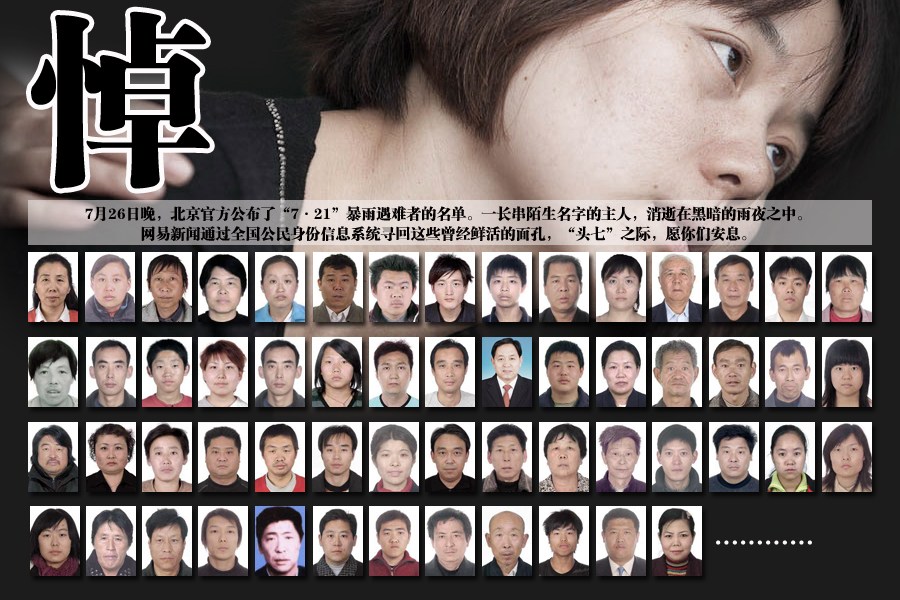 悼
7月26日晚，北京官方公布了“7·21”暴雨遇难者的名单。一长串陌生名字的主人，消逝在黑暗的雨夜之中。
网易新闻通过全国公民身份信息系统寻回这些曾经鲜活的面孔，“头七”之际，愿你们安息。
…………